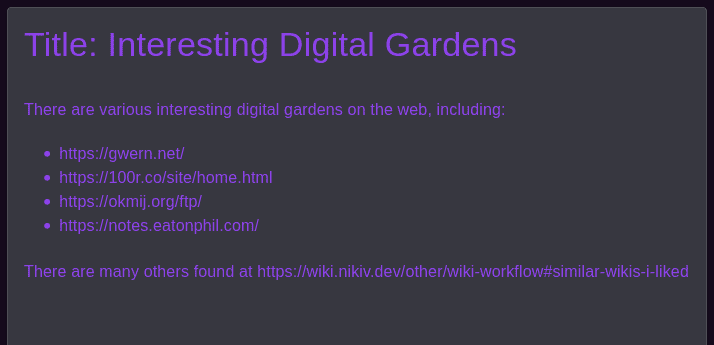 Title: Interesting Digital Gardens
There are various interesting digital gardens on the web, including:
https://gwern.net/
https://100r.co/site/home.html
https://okmij.org/ftp/
https://notes.eatonphil.com/
There are many others found at https://wiki.nikiv.dev/other/wiki-workflow#similar-wikis-i-liked